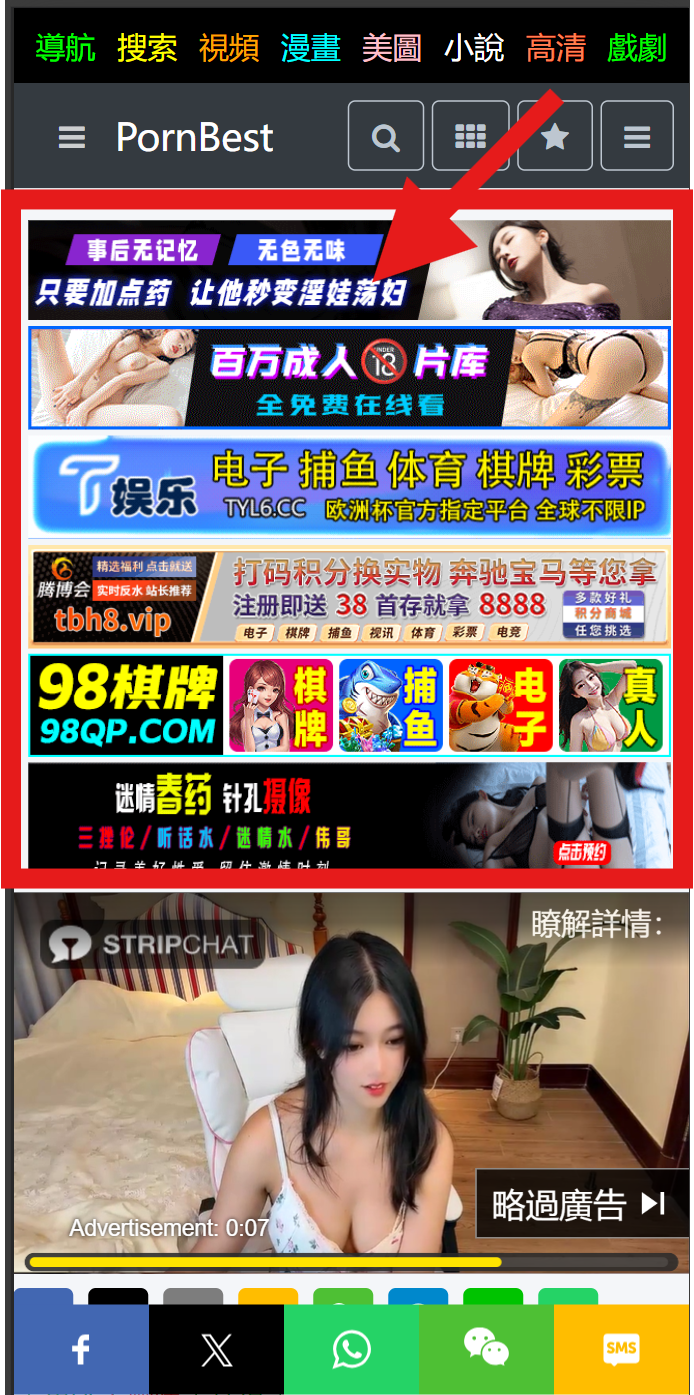 導航 搜索 視頻 漫畫 美圖 小說 高清 戲劇
PornBest
事后无记忆 无色无味
只要加点药 让他秒变淫娃荡妇
百万成人 UNDER 18 片库
全免费在线看
T娱乐
电子 捕鱼 体育 棋牌 彩票
TYL6.CC 欧洲杯官方指定平台 全球不限IP
腾博会
精选福利 点击就送
实时反水 站长推荐
tbh8.vip
打码积分换实物 奔驰宝马等您拿
注册即送 38 首存就拿 8888
电子 棋牌 捕鱼 视讯 体育 彩票 电竞
多款好礼
积分商城
任您挑选
98棋牌
98QP.COM
棋牌
捕鱼
电子
真人
迷情春药 针孔摄像
三挫伦/听话水/迷情水/伟哥
点击预约
STRIPCHAT
瞭解詳情:
略過廣告
Advertisement: 0:07
SMS